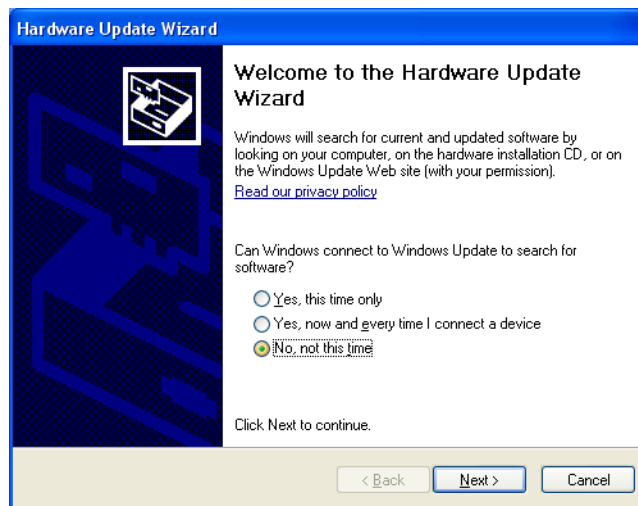 Hardware Update Wizard
Welcome to the Hardware Update
Wizard
Windows will search for current and updated software by
looking on your computer, on the hardware installation CD, or on
the Windows Update Web site (with your permission).
Read our privacy policy
Can Windows connect to Windows Update to search for
software?
Yes, this time only
Yes, now and every time I connect a device
No, not this time
Click Next to continue.
< Back Next > Cancel